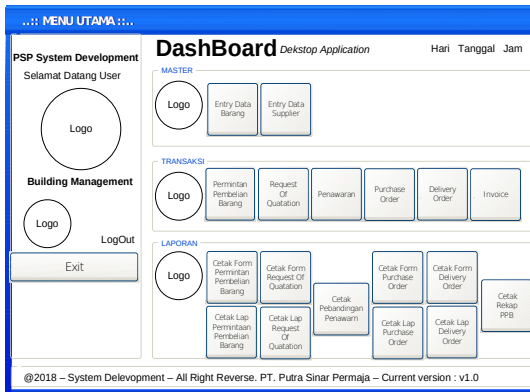 ..:: MENU UTAMA ::..
PSP System Development
Selamat Datang User
Logo
Building Management
Logo
LogOut
Exit
DashBoard Dekstop Application
Hari Tanggal Jam
MASTER
Logo
Entry Data
Barang
Entry Data
Supplier
TRANSAKSI
Logo
Permintan
Pembelian
Barang
Request
Of
Quatation
Penawaran
Purchase
Order
Delivery
Order
Invoice
LAPORAN
Logo
Cetak Form
Permintan
Pembelian
Barang
Cetak Form
Request Of
Quatation
Cetak
Pebandingan
Penawarn
Cetak Form
Purchase
Order
Cetak Form
Delivery
Order
Cetak
Rekap
PPB
Cetak Lap
Permintaan
Pembelian
Barang
Cetak Lap
Request
Of
Quatation
Cetak Lap
Purchase
Order
Cetak Lap
Delivery
Order
@2018 – System Delevopment – All Right Reverse. PT. Putra Sinar Permaja – Current version : v1.0